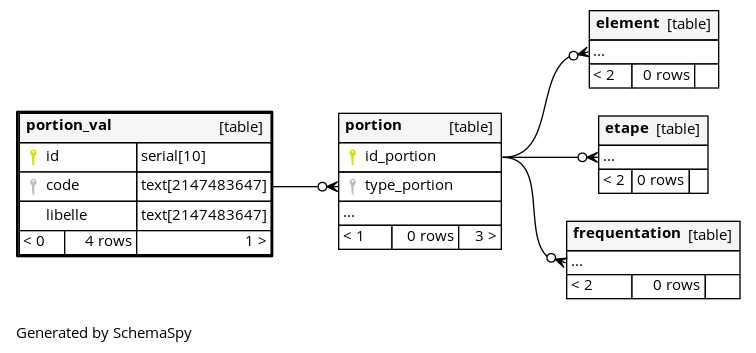 portion_val [table]
id serial[10]
code text[2147483647]
libelle text[2147483647]
< 0 4 rows 1 >
portion [table]
id_portion
type_portion
...
< 1 0 rows 3 >
element [table]
...
< 2 0 rows
etape [table]
...
< 2 0 rows
frequentation [table]
...
< 2 0 rows
Generated by SchemaSpy